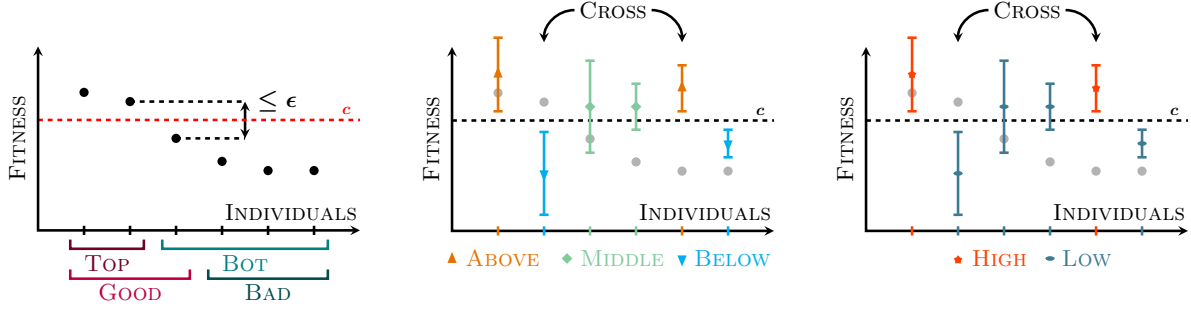 ≤ ϵ
c
FITNESS
INDIVIDUALS
TOP
BOT
GOOD
BAD
CROSS
c
FITNESS
INDIVIDUALS
ABOVE
MIDDLE
BELOW
CROSS
c
FITNESS
INDIVIDUALS
HIGH
LOW